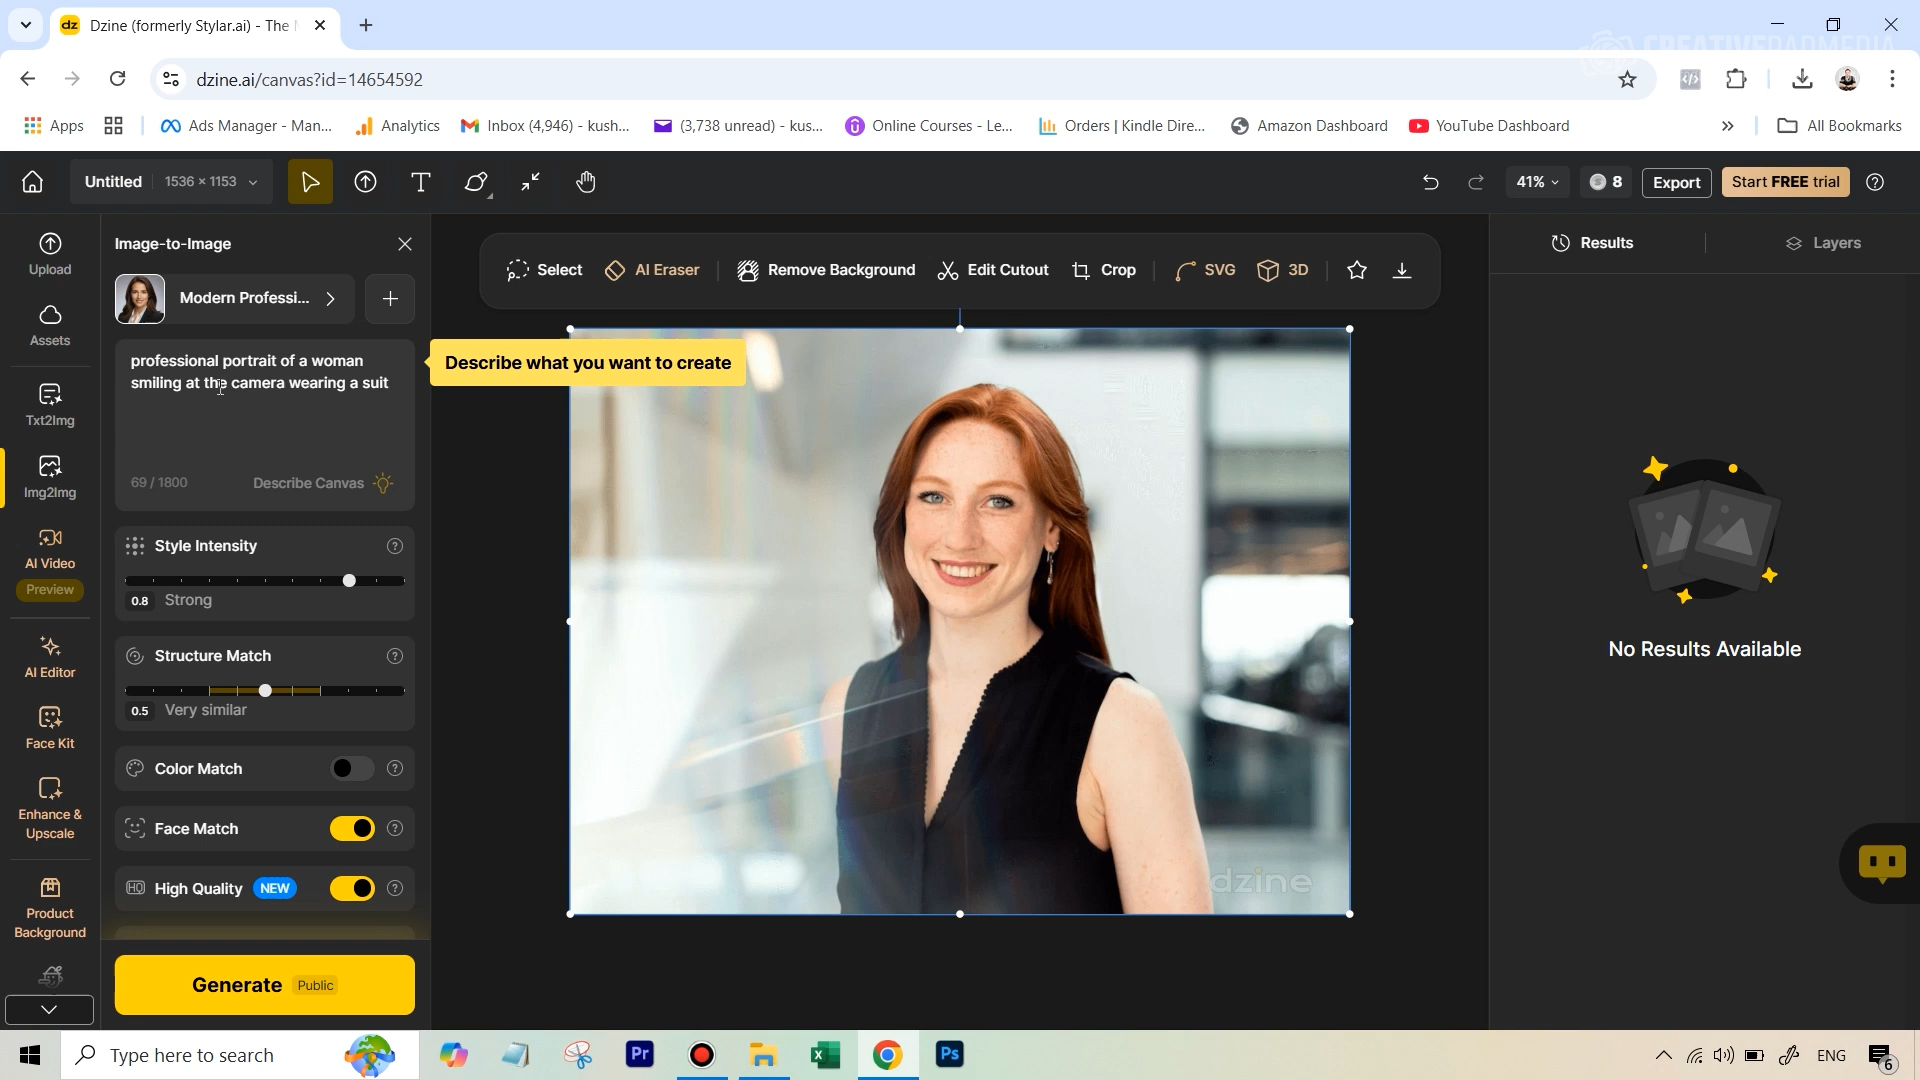 dz Dzine (formerly Stylar.ai) - The
CREATIVEDADMEDIA
dzine.ai/canvas?id=14654592
Apps
Ads Manager - Man...
Analytics
Inbox (4,946) - kush...
(3,738 unread) - kus...
Online Courses - Le...
Orders | Kindle Dire...
Amazon Dashboard
YouTube Dashboard
All Bookmarks
Untitled
1536 × 1153
T
41%
8
Export
Start FREE trial
Upload
Assets
Txt2Img
Img2Img
AI Video
Preview
AI Editor
Face Kit
Enhance &
Upscale
Product
Background
Image-to-Image
Modern Professi...
professional portrait of a woman
smiling at the camera wearing a suit
69 / 1800
Describe Canvas
Style Intensity
0.8 Strong
Structure Match
0.5 Very similar
Color Match
Face Match
HQ High Quality NEW
Generate Public
Describe what you want to create
Select
AI Eraser
Remove Background
Edit Cutout
Crop
SVG
3D
dzine
Results
Layers
No Results Available
Type here to search
Pr
Ps
ENG
6